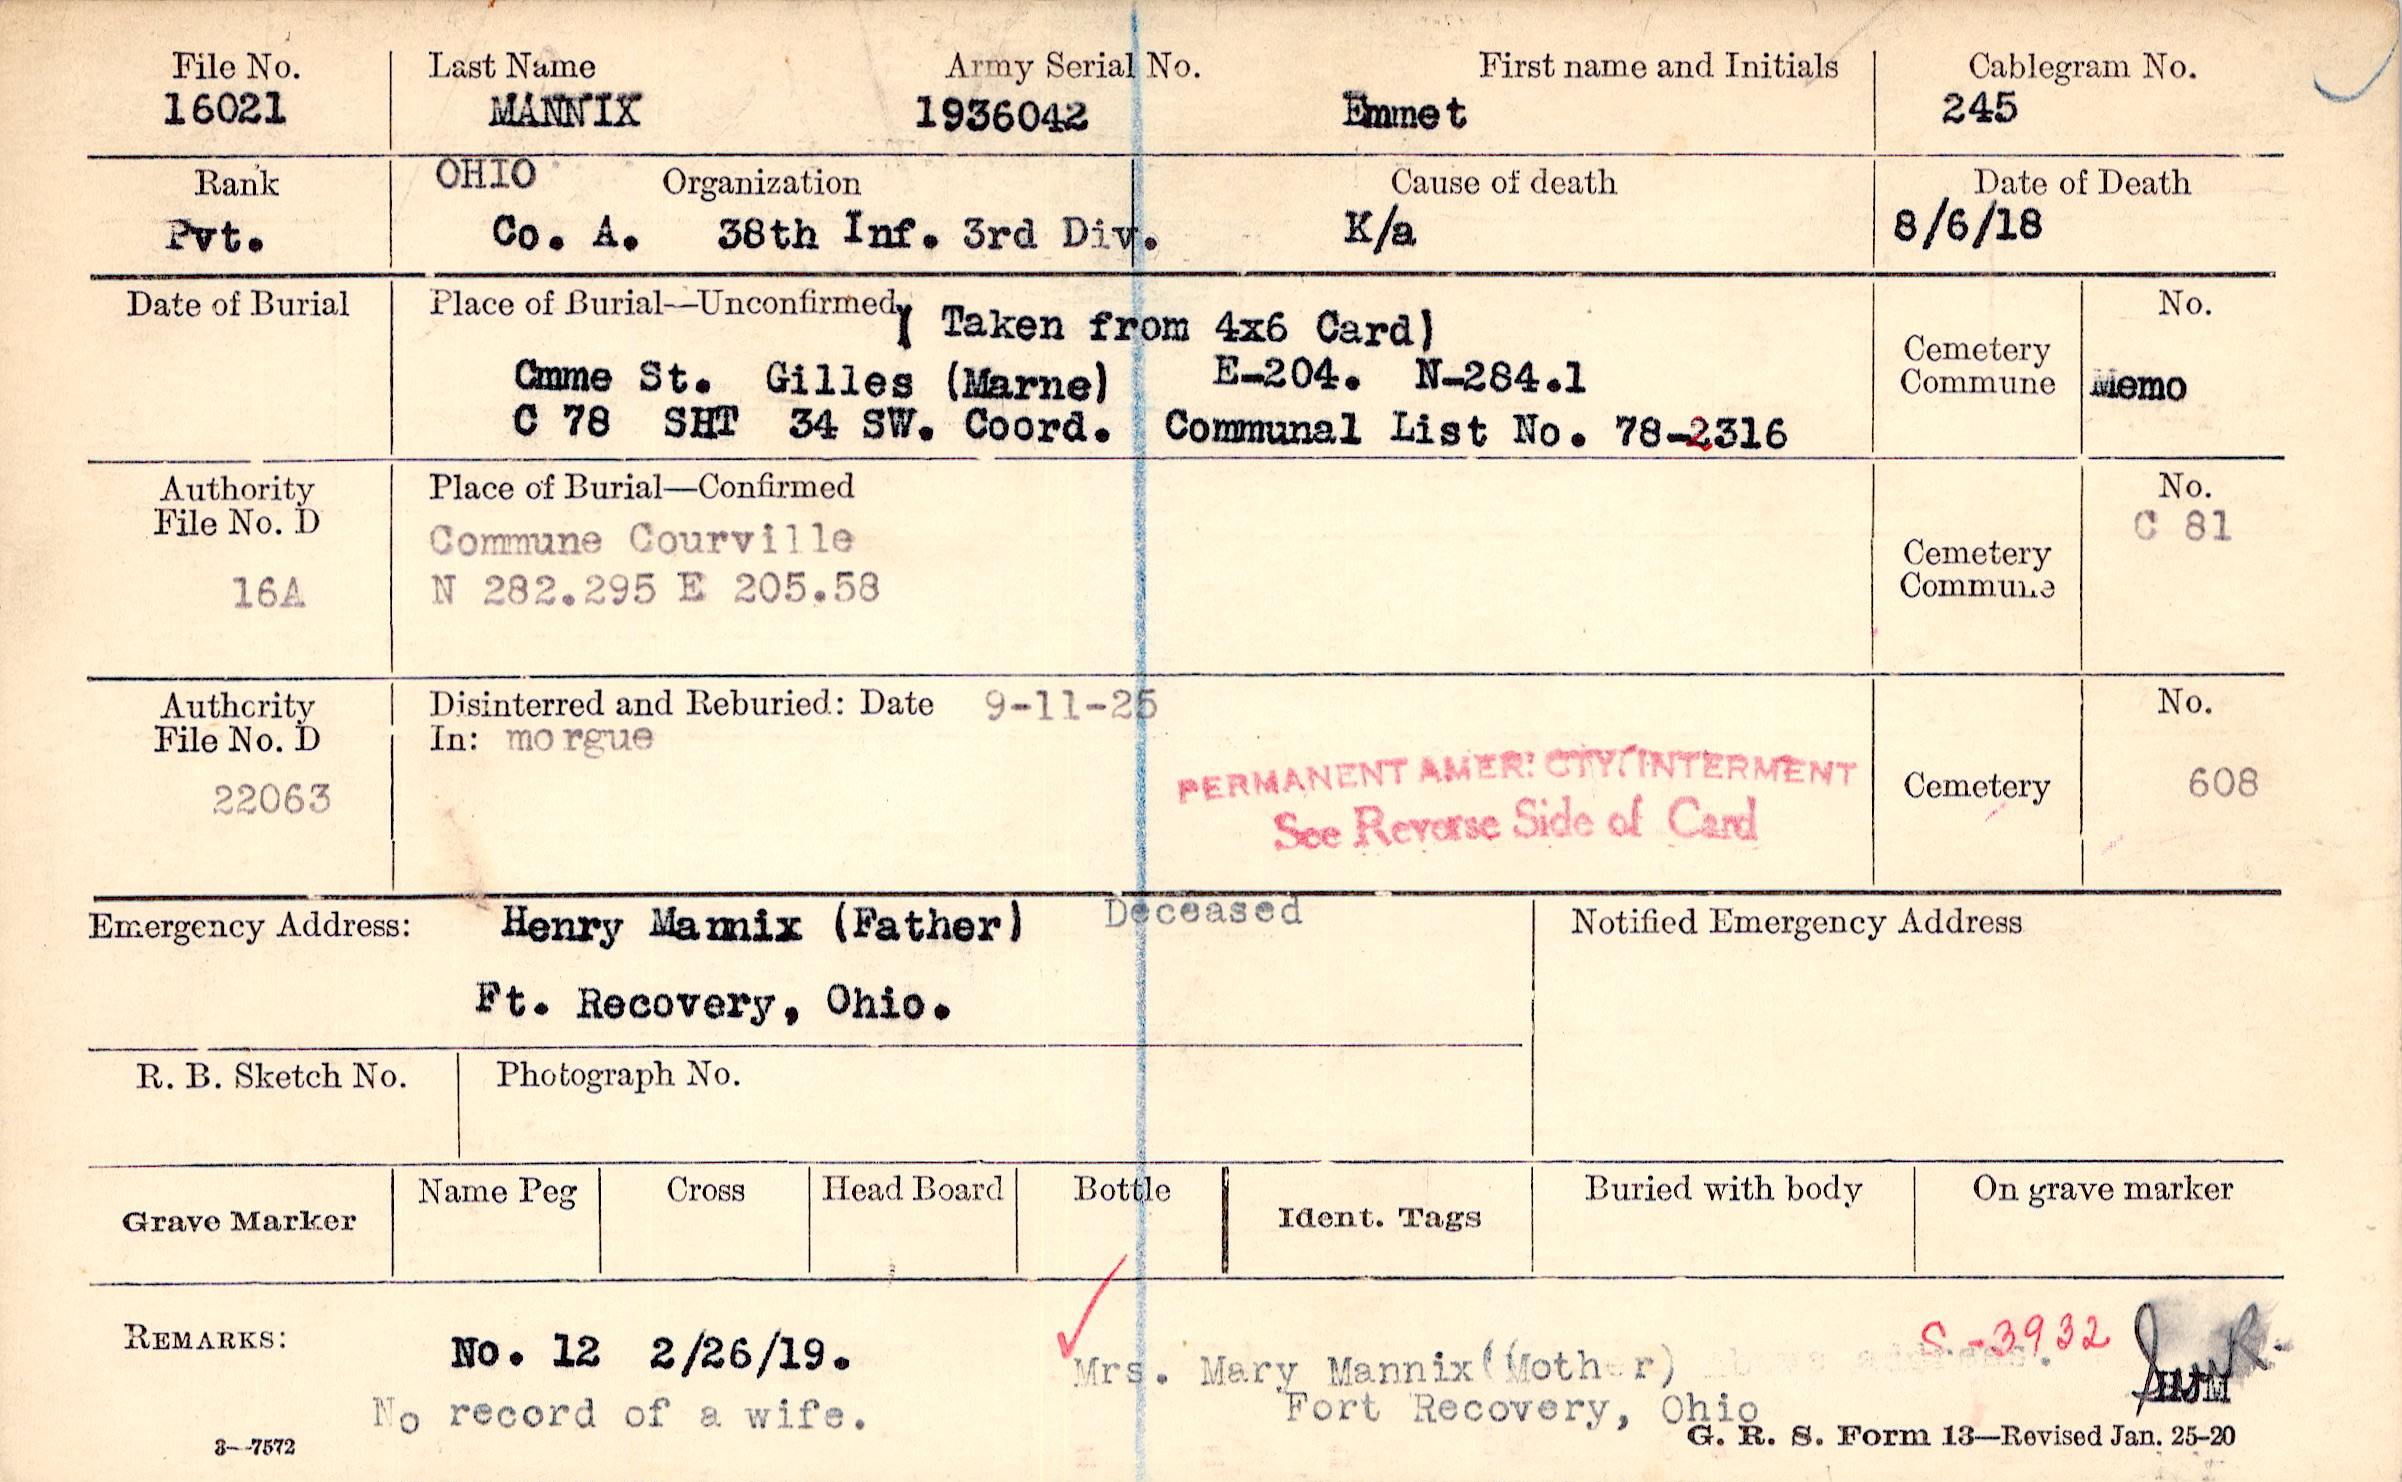 File No. Last Name Army Serial No. First name and Initials Cablegram No.
16021 MANNIX 1936042 Emmet 245
Rank OHIO Organization Cause of death Date of Death
Pvt. Co. A. 38th Inf. 3rd Div. K/a 8/6/18
Date of Burial Place of Burial—Unconfirmed ( Taken from 4x6 Card) No.
Cmme St. Gilles (Marne) E-204. N-284.1 Cemetery Commune Memo
C 78 SHT 34 SW. Coord. Communal List No. 78-2316
Authority Place of Burial—Confirmed No.
File No. D Commune Courville C 81
16A N 282.295 E 205.58 Cemetery Commune
Authority Disinterred and Reburied: Date 9-11-25 No.
File No. D In: morgue
22063 PERMANENT AMER. CTY. INTERMENT Cemetery 608
See Reverse Side of Card
Emergency Address: Henry Mannix (Father) Deceased Notified Emergency Address
Ft. Recovery, Ohio.
R. B. Sketch No. Photograph No.
Grave Marker Name Peg Cross Head Board Bottle Ident. Tags Buried with body On grave marker
REMARKS: No. 12 2/26/19. S-3932
Mrs. Mary Mannix (Mother)
HJM
No record of a wife. Fort Recovery, Ohio
3—7572 G. R. S. Form 13—Revised Jan. 25-20